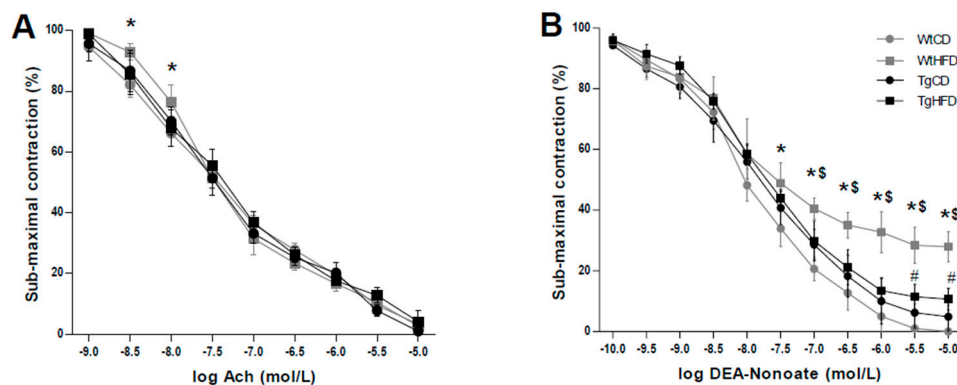 A
B
Sub-maximal contraction (%)
100
80
60
40
20
0
* *
-9.0 -8.5 -8.0 -7.5 -7.0 -6.5 -6.0 -5.5 -5.0
log Ach (mol/L)
Sub-maximal contraction (%)
100
80
60
40
20
0
WtCD
WtHFD
TgCD
TgHFD
* *$ *$ *$ *$ *$
# #
-10.0 -9.5 -9.0 -8.5 -8.0 -7.5 -7.0 -6.5 -6.0 -5.5 -5.0
log DEA-Nonoate (mol/L)